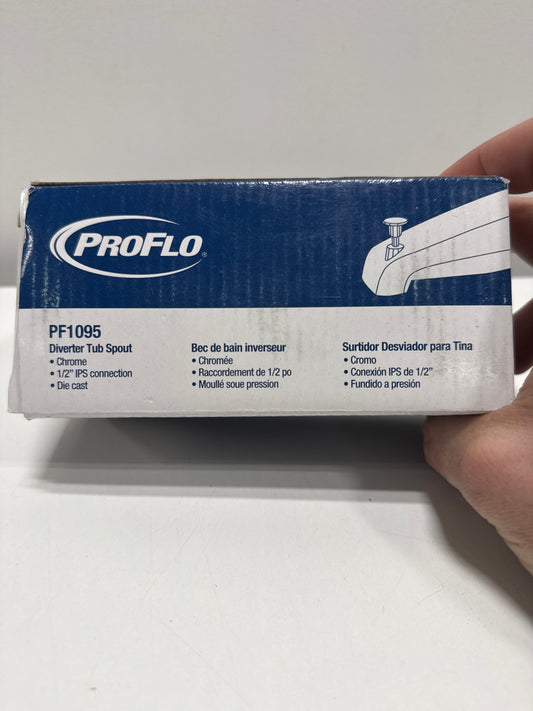 PROFLO®
PF1095
Diverter Tub Spout
• Chrome
• 1/2" IPS connection
• Die cast
Bec de bain inverseur
• Chromée
• Raccordement de 1/2 po
• Moullé soue pression
Surtidor Desviador para Tina
• Cromo
• Conexión IPS de 1/2"
• Fundido a presión